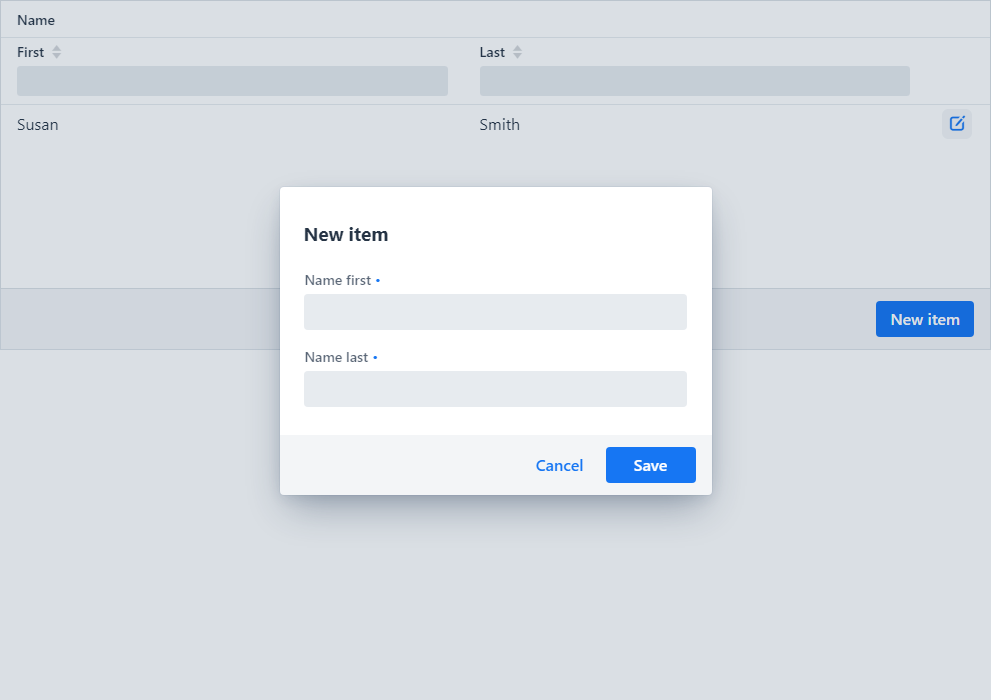 Name
First Last
Susan Smith
New item
Name first •
Name last •
New item
Cancel Save